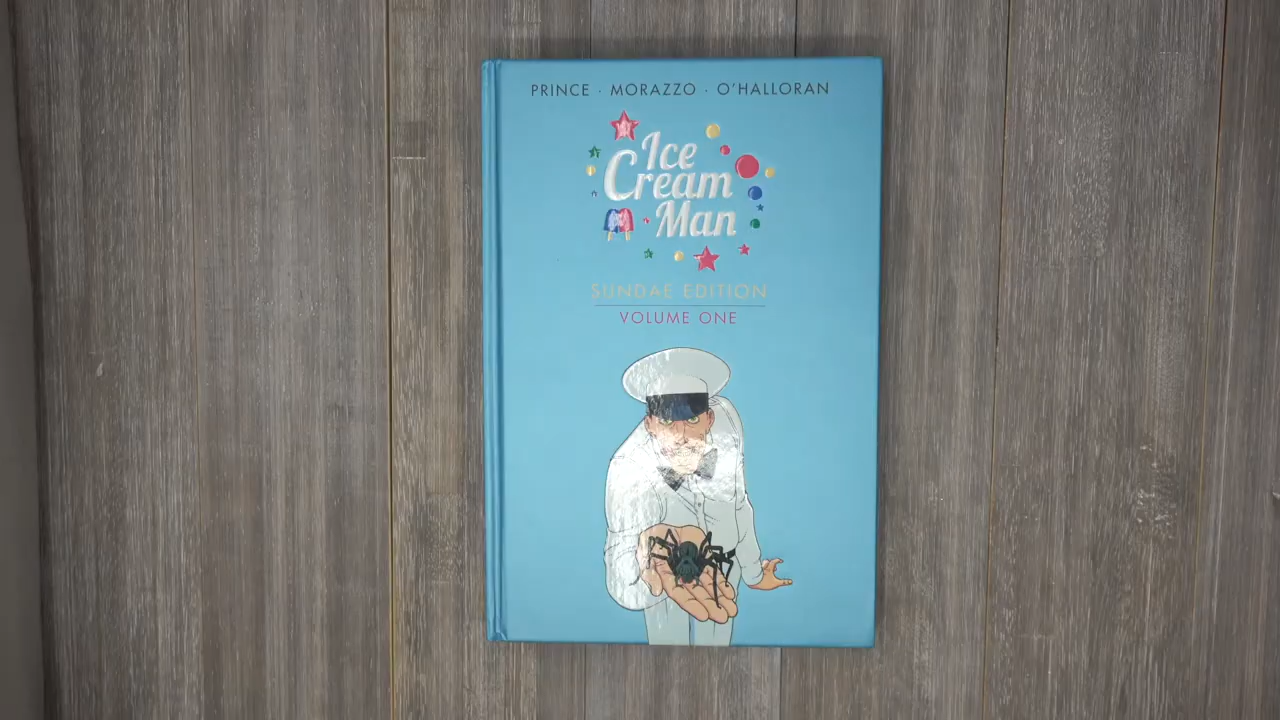 PRINCE · MORAZZO · O'HALLORAN
Ice
Cream
Man
SUNDAE EDITION
VOLUME ONE